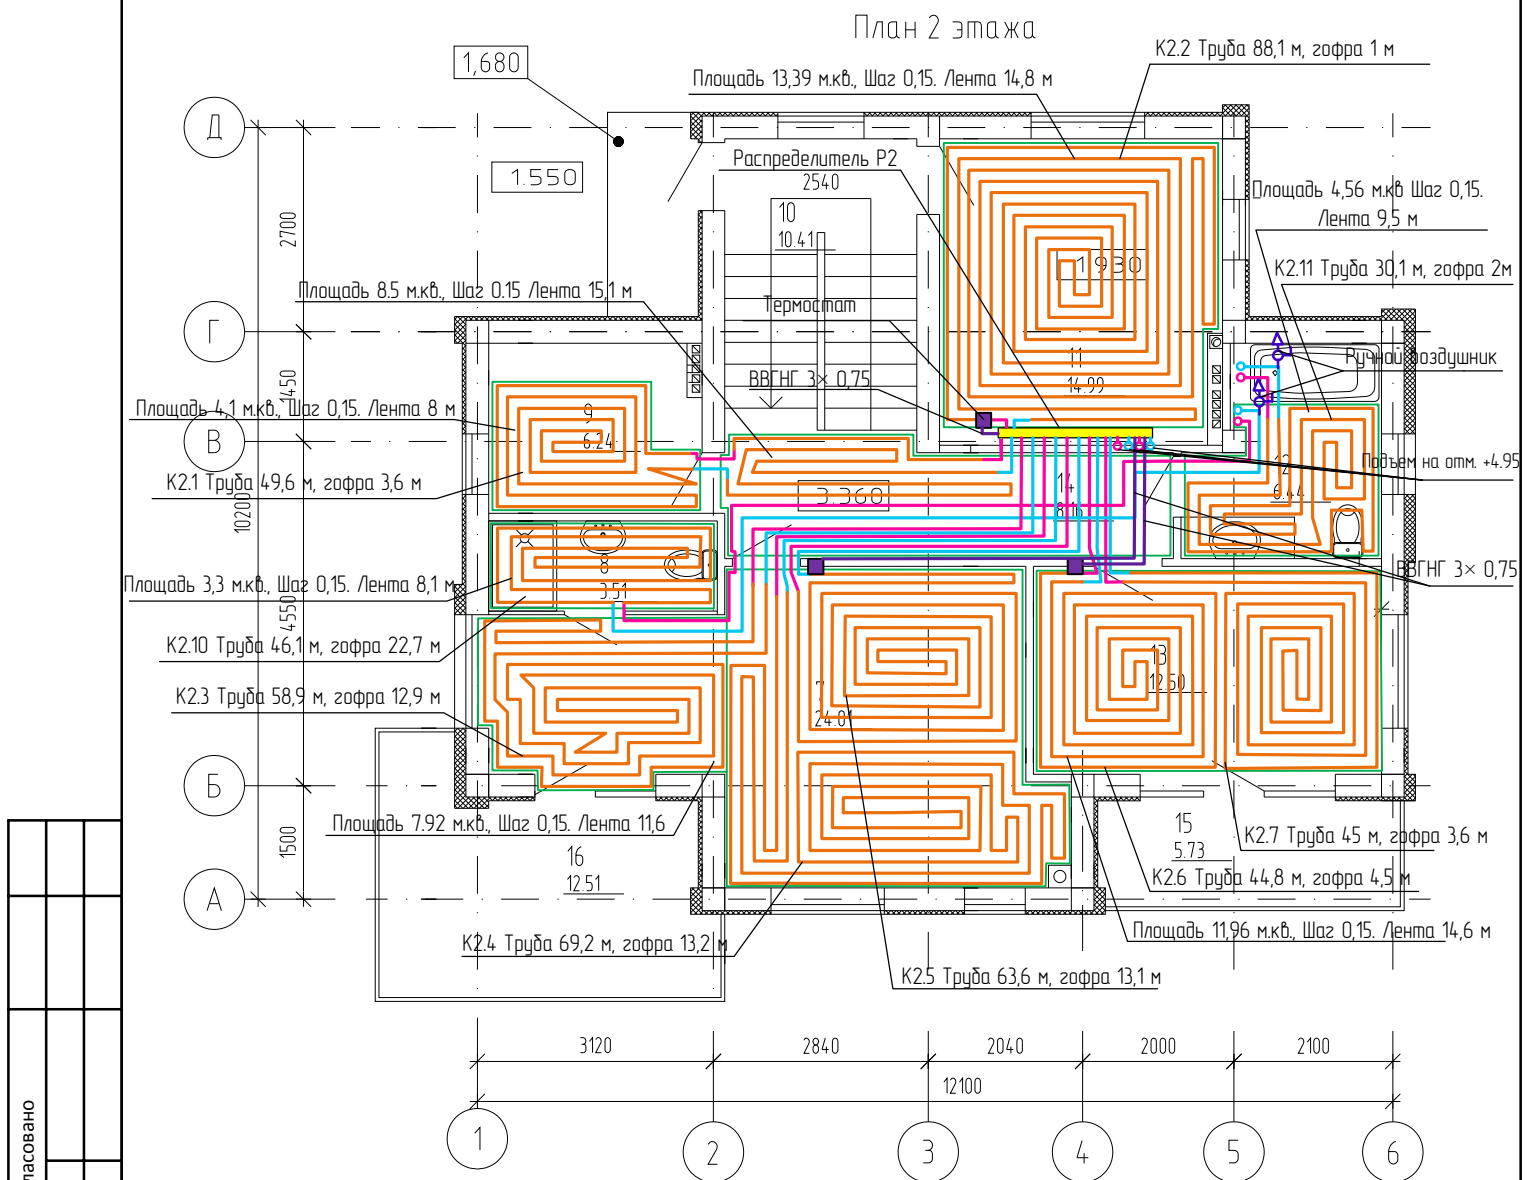 План 2 этажа
1,680
К2.2 Труба 88,1 м, гофра 1 м
Площадь 13,39 м.кв., Шаг 0,15. Лента 14,8 м
Д
1.550
Распределитель Р2
2540
10
10.41
Площадь 4,56 м.кв Шаг 0,15.
Лента 9,5 м
2700
1.930
К2.11 Труба 30,1 м, гофра 2м
Площадь 8.5 м.кв., Шаг 0.15 Лента 15,1 м
Термостат
Г
11
14.99
Ручной воздушник
ВВГНГ 3× 0,75
1450
Площадь 4,1 м.кв., Шаг 0,15. Лента 8 м
9
6.24
В
Подъем на отм. +4.95
12
6.44
К2.1 Труба 49,6 м, гофра 3,6 м
3.360
14
8.16
10200
8
3.51
ВВГНГ 3× 0,75
Площадь 3,3 м.кв., Шаг 0,15. Лента 8,1 м
4550
К2.10 Труба 46,1 м, гофра 22,7 м
13
12.50
К2.3 Труба 58,9 м, гофра 12,9 м
7
24.01
Б
Площадь 7.92 м.кв., Шаг 0,15. Лента 11,6
15
5.73
К2.7 Труба 45 м, гофра 3,6 м
1500
16
12.51
К2.6 Труба 44,8 м, гофра 4,5 м
А
К2.4 Труба 69,2 м, гофра 13,2 м
Площадь 11,96 м.кв., Шаг 0,15. Лента 14,6 м
К2.5 Труба 63,6 м, гофра 13,1 м
3120
2840
2040
2000
2100
12100
1
2
3
4
5
6
ласовано